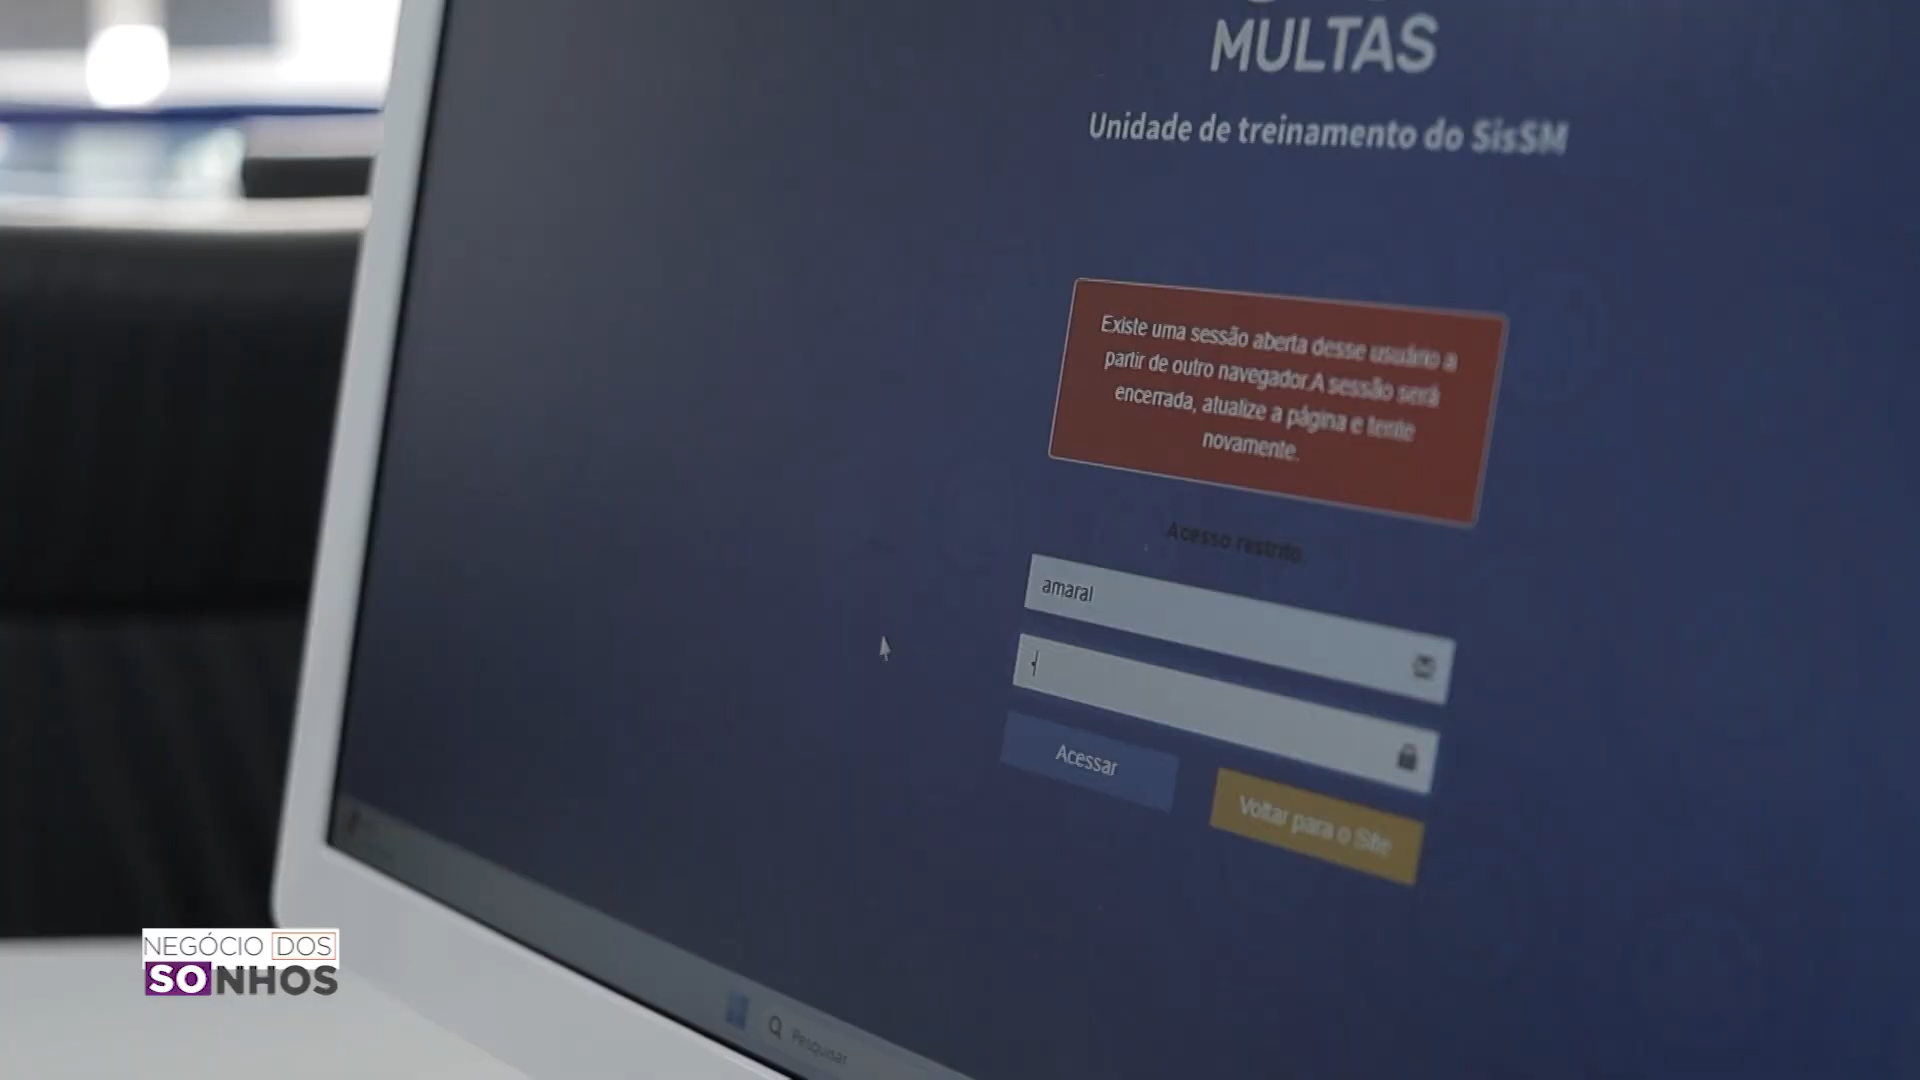 MULTAS
Unidade de treinamento do SisSM
Existe uma sessão aberta desse usuário a
partir de outro navegador.A sessão será
encerrada, atualize a página e tente
novamente.
Acesso restrito.
amaral
Acessar
Voltar para o Site
Pesquisar
NEGÓCIO DOS
SONHOS